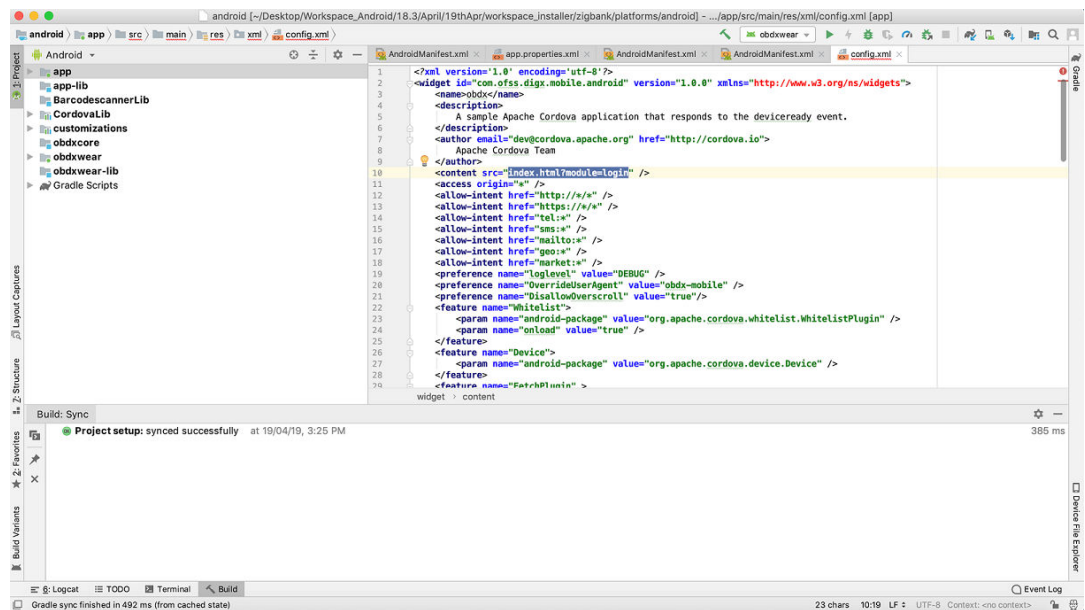 android [~/Desktop/Workspace_Android/18.3/April/19thApr/workspace_installer/zigbank/platforms/android] - .../app/src/main/res/xml/config.xml [app]
android app src main res xml config.xml obdxwear
1: Project Android AndroidManifest.xml app.properties.xml AndroidManifest.xml AndroidManifest.xml config.xml Gradle
app
app-lib
BarcodescannerLib
CordovaLib
customizations
obdxcore
obdxwear
obdxwear-lib
Gradle Scripts
1 <?xml version='1.0' encoding='utf-8'?>
2 <widget id="com.ofss.digx.mobile.android" version="1.0.0" xmlns="http://www.w3.org/ns/widgets">
3 <name>obdx</name>
4 <description>
5 A sample Apache Cordova application that responds to the deviceready event.
6 </description>
7 <author email="dev@cordova.apache.org" href="http://cordova.io">
8 Apache Cordova Team
9 </author>
10 <content src="index.html?module=login" />
11 <access origin="*" />
12 <allow-intent href="http://*/*" />
13 <allow-intent href="https://*/*" />
14 <allow-intent href="tel:*" />
15 <allow-intent href="sms:*" />
16 <allow-intent href="mailto:*" />
17 <allow-intent href="geo:*" />
18 <allow-intent href="market:*" />
19 <preference name="loglevel" value="DEBUG" />
20 <preference name="OverrideUserAgent" value="obdx-mobile" />
21 <preference name="DisallowOverscroll" value="true"/>
22 <feature name="Whitelist">
23 <param name="android-package" value="org.apache.cordova.whitelist.WhitelistPlugin" />
24 <param name="onload" value="true" />
25 </feature>
26 <feature name="Device">
27 <param name="android-package" value="org.apache.cordova.device.Device" />
28 </feature>
29 <feature name="FetchPlugin" >
widget > content
Layout Captures
Z: Structure
2: Favorites
Build Variants
Device File Explorer
Build: Sync
Project setup: synced successfully at 19/04/19, 3:25 PM 385 ms
6: Logcat TODO Terminal Build Event Log
Gradle sync finished in 492 ms (from cached state) 23 chars 10:19 LF UTF-8 Context: <no context>